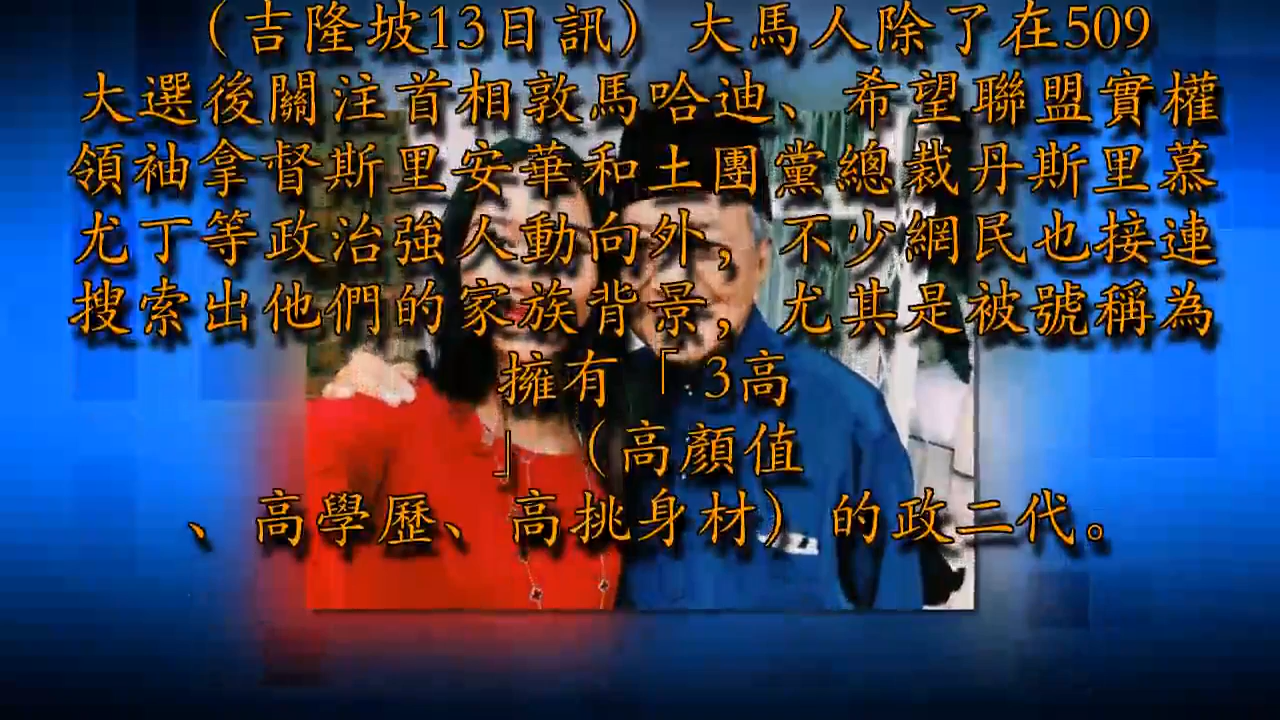 （吉隆坡13日訊） 大馬人除了在509
大選後關注首相敦馬哈迪、希望聯盟實權
領袖拿督斯里安華和土團黨總裁丹斯里慕
尤丁等政治強人動向外，不少網民也接連
搜索出他們的家族背景，尤其是被號稱為
擁有「 3高
」（高顏值
、高學歷、高挑身材）的政二代。